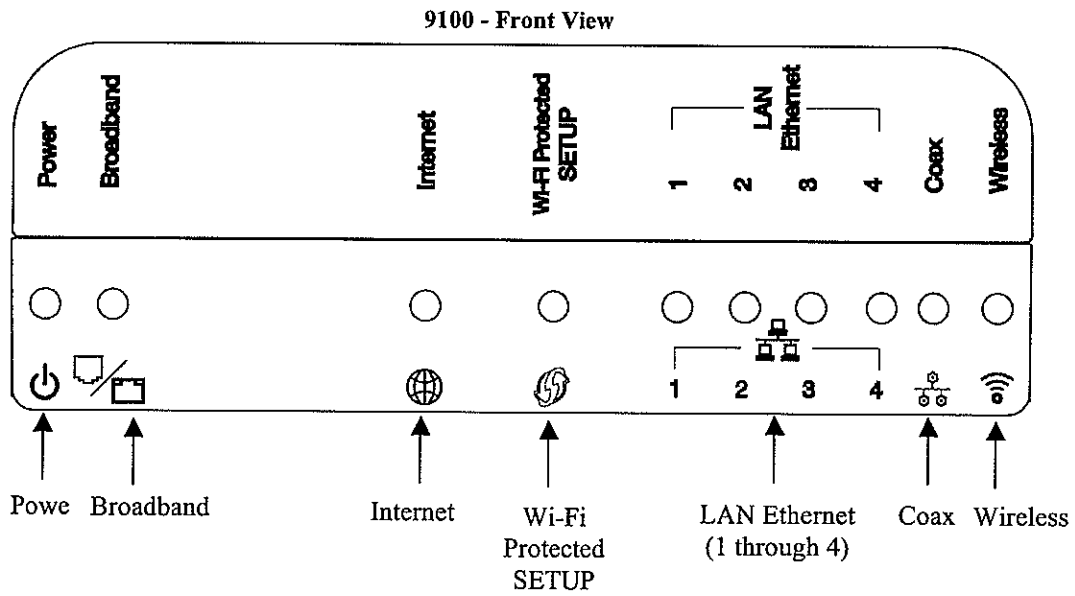 9100 - Front View
Power
Broadband
Internet
Wi-Fi Protected
SETUP
LAN
Ethernet
1 2 3 4
Coax
Wireless
1 2 3 4
Powe
Broadband
Internet
Wi-Fi
Protected
SETUP
LAN Ethernet
(1 through 4)
Coax
Wireless